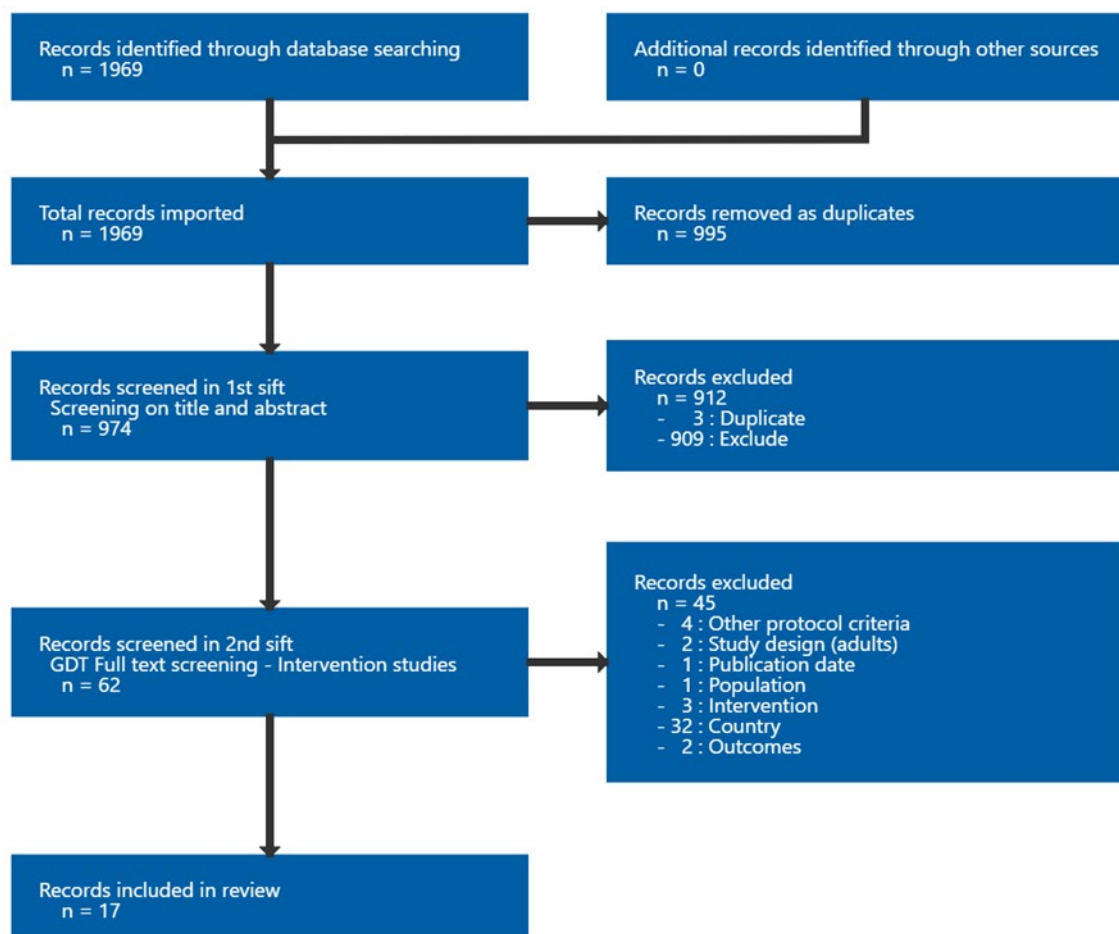 Records identified through database searching
n = 1969
Additional records identified through other sources
n = 0
Total records imported
n = 1969
Records removed as duplicates
n = 995
Records screened in 1st sift
Screening on title and abstract
n = 974
Records excluded
n = 912
- 3 : Duplicate
- 909 : Exclude
Records screened in 2nd sift
GDT Full text screening - Intervention studies
n = 62
Records excluded
n = 45
- 4 : Other protocol criteria
- 2 : Study design (adults)
- 1 : Publication date
- 1 : Population
- 3 : Intervention
- 32 : Country
- 2 : Outcomes
Records included in review
n = 17